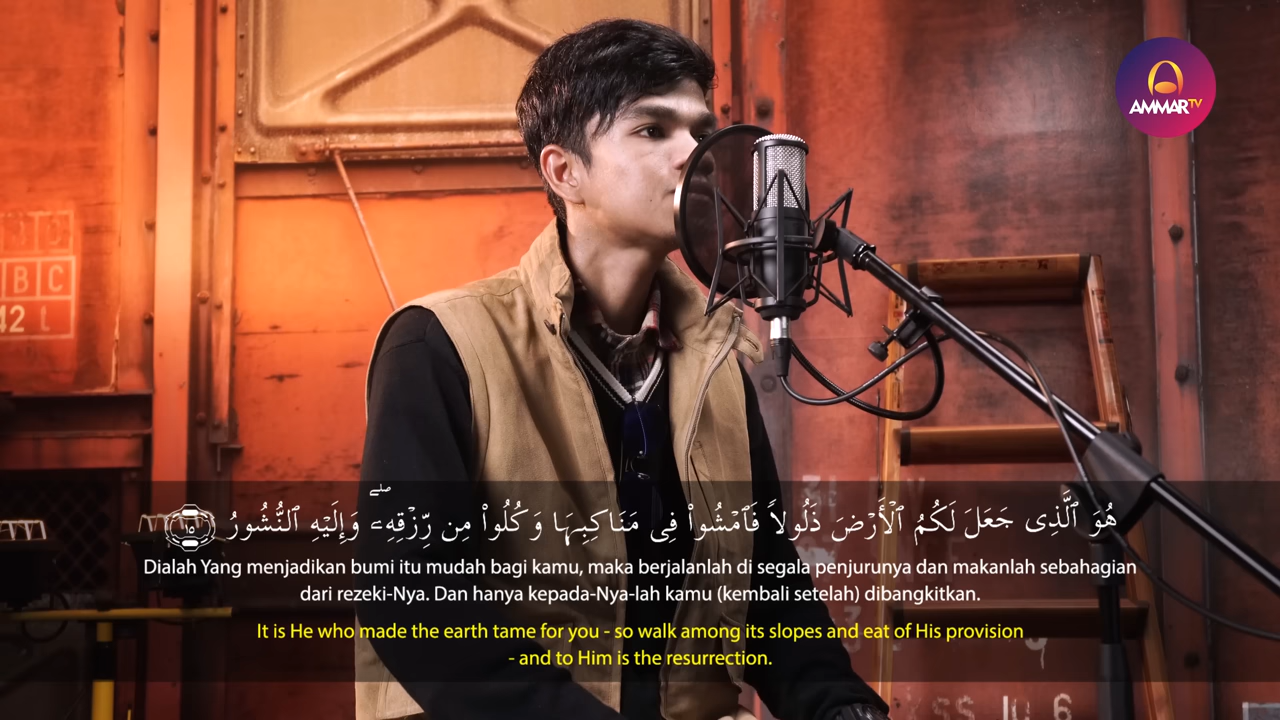 AMMAR TV
B C
42
هُوَ ٱلَّذِى جَعَلَ لَكُمُ ٱلْأَرْضَ ذَلُولًا فَٱمْشُوا۟ فِى مَنَاكِبِهَا وَكُلُوا۟ مِن رِّزْقِهِۦ ۖ وَإِلَيْهِ ٱلنُّشُورُ ١٥
Dialah Yang menjadikan bumi itu mudah bagi kamu, maka berjalanlah di segala penjurunya dan makanlah sebahagian
dari rezeki-Nya. Dan hanya kepada-Nya-lah kamu (kembali setelah) dibangkitkan.
It is He who made the earth tame for you - so walk among its slopes and eat of His provision
- and to Him is the resurrection.